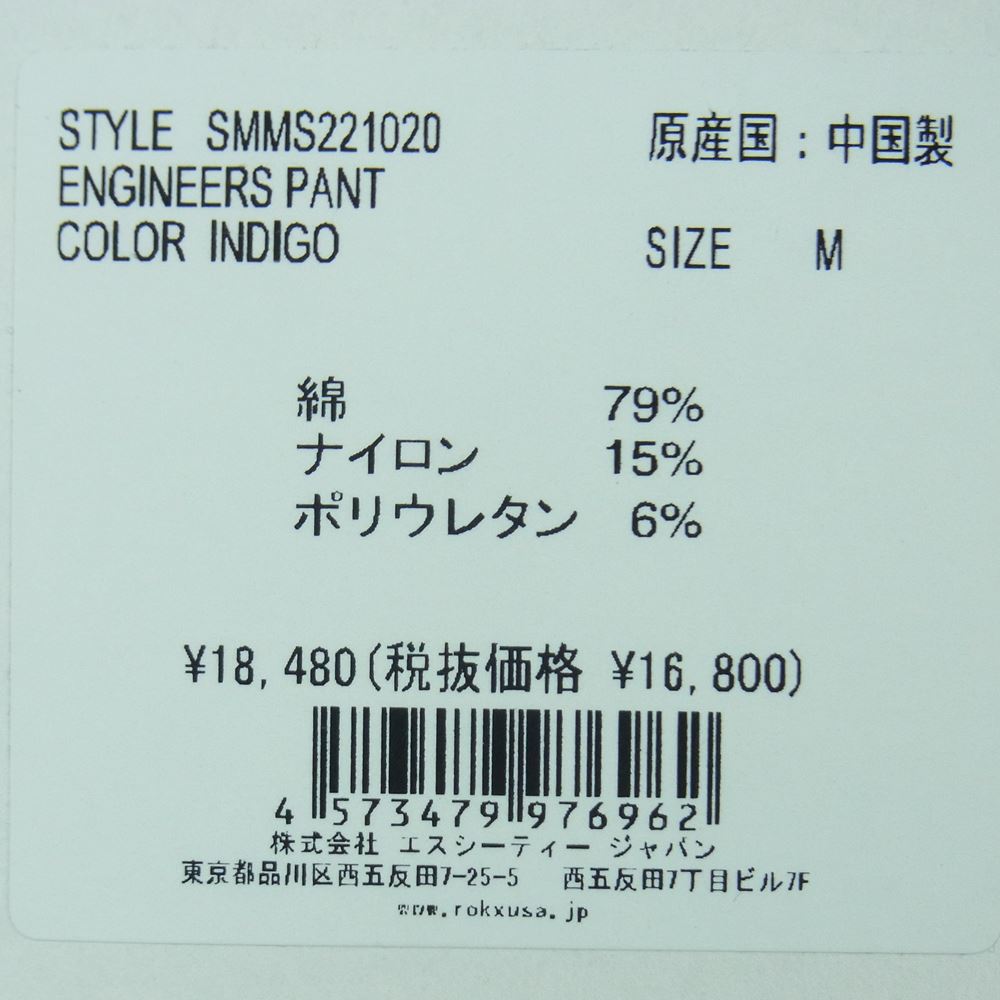 STYLE SMMS221020 原産国：中国製
ENGINEERS PANT
COLOR INDIGO SIZE M
綿 79%
ナイロン 15%
ポリウレタン 6%
¥18,480(税抜価格 ¥16,800)
4 573479 976962
株式会社 エスシーティー ジャパン
東京都品川区西五反田7-25-5 西五反田7丁目ビル7F
www.rokxusa.jp